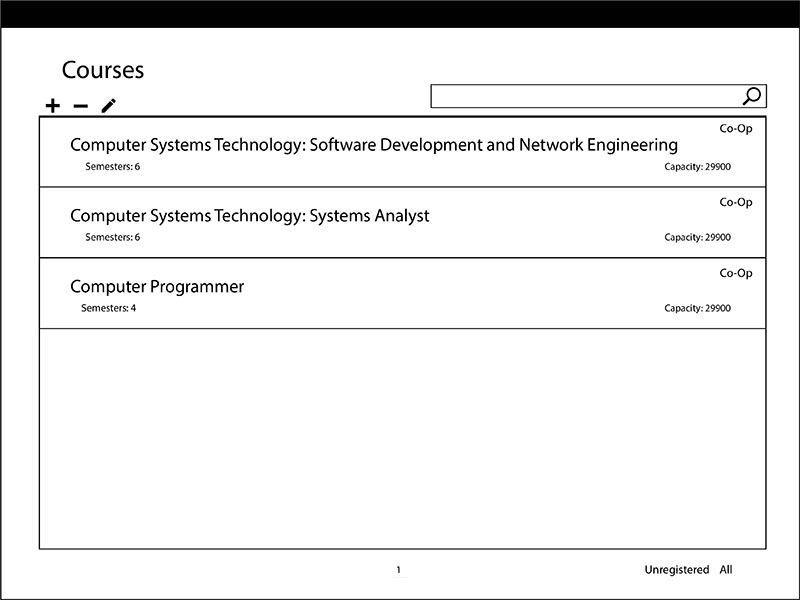 Courses
Co-Op
Computer Systems Technology: Software Development and Network Engineering
Semesters: 6 Capacity: 29900
Co-Op
Computer Systems Technology: Systems Analyst
Semesters: 6 Capacity: 29900
Co-Op
Computer Programmer
Semesters: 4 Capacity: 29900
1 Unregistered All